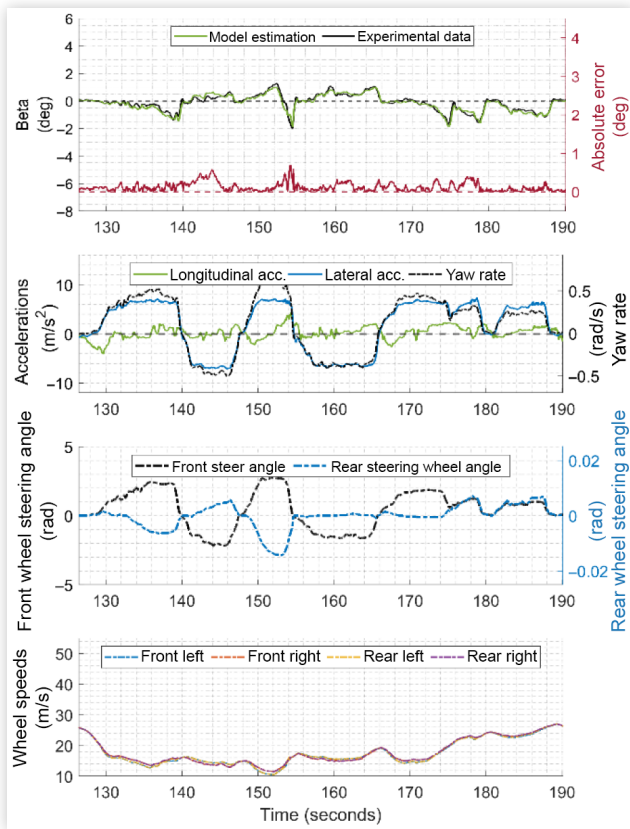 6
4
2
0
−2
−4
−6
−8
Beta
(deg)
Model estimation Experimental data
4
3
2
1
0
Absolute error
(deg)
130 140 150 160 170 180 190
10
0
−10
Accelerations
(m/s2)
Longitudinal acc. Lateral acc. Yaw rate
0.5
0
−0.5
(rad/s)
Yaw rate
130 140 150 160 170 180 190
5
0
−5
Front wheel steering angle
(rad)
Front steer angle Rear steering wheel angle
0.02
0
−0.02
(rad)
Rear wheel steering angle
130 140 150 160 170 180 190
50
40
30
20
10
Wheel speeds
(m/s)
Front left Front right Rear left Rear right
130 140 150 160 170 180 190
Time (seconds)